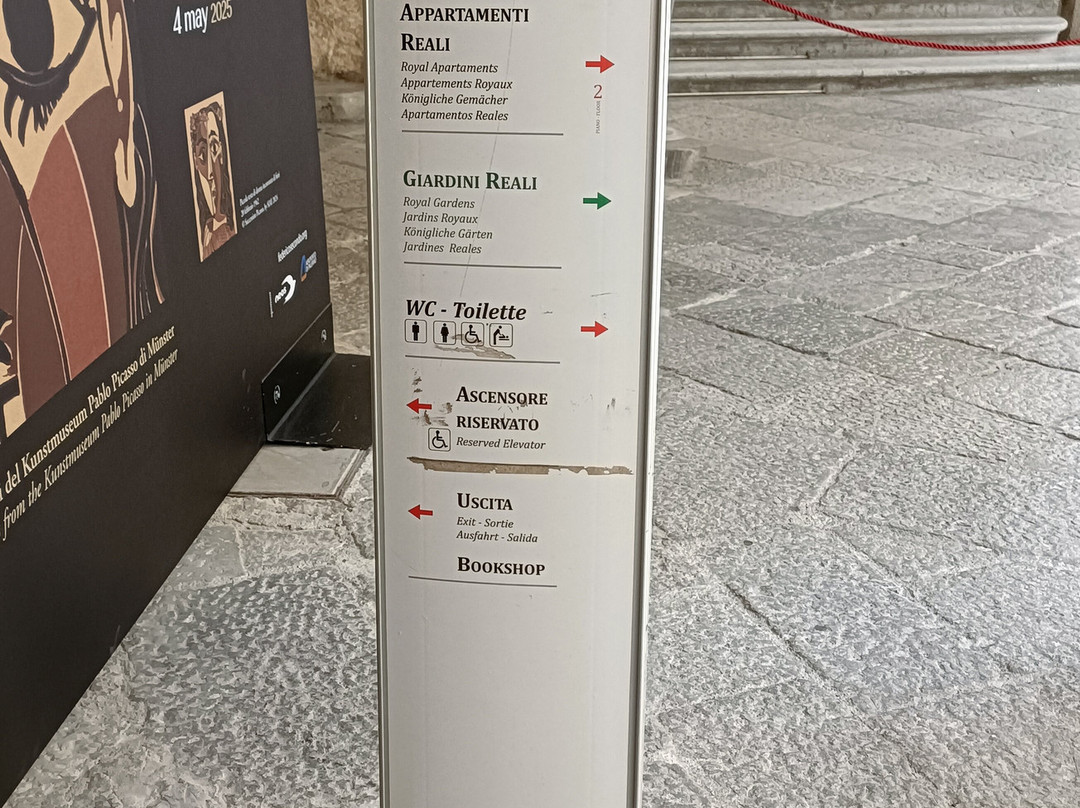 4 may 2025
del Kunstmuseum Pablo Picasso di Münster
from the Kunstmuseum Pablo Picasso in Münster
APPARTAMENTI
REALI
Royal Apartaments
Appartements Royaux
Königliche Gemächer
Apartamentos Reales
2
GIARDINI REALI
Royal Gardens
Jardins Royaux
Königliche Gärten
Jardines Reales
WC - Toilette
ASCENSORE
RISERVATO
Reserved Elevator
USCITA
Exit - Sortie
Ausfahrt - Salida
BOOKSHOP